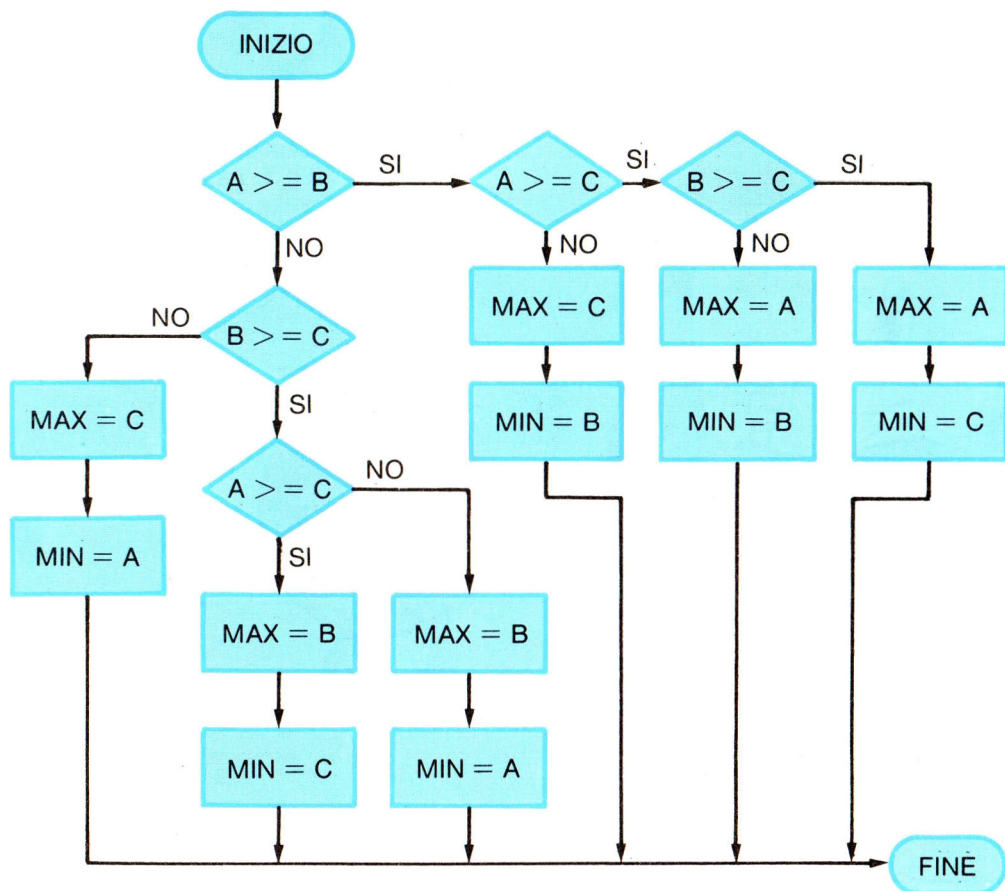 INIZIO
A >= B
SI
A >= C
SI
B >= C
SI
NO
NO
NO
MAX = C
MAX = A
MAX = A
NO
B >= C
MIN = B
MIN = B
MIN = C
SI
MAX = C
A >= C
NO
MIN = A
SI
MAX = B
MAX = B
MIN = C
MIN = A
FINE